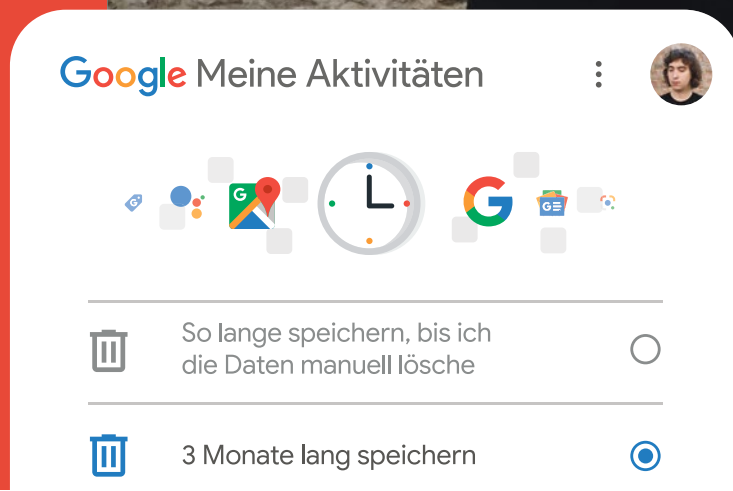 Google Meine Aktivitäten
So lange speichern, bis ich
die Daten manuell lösche
3 Monate lang speichern